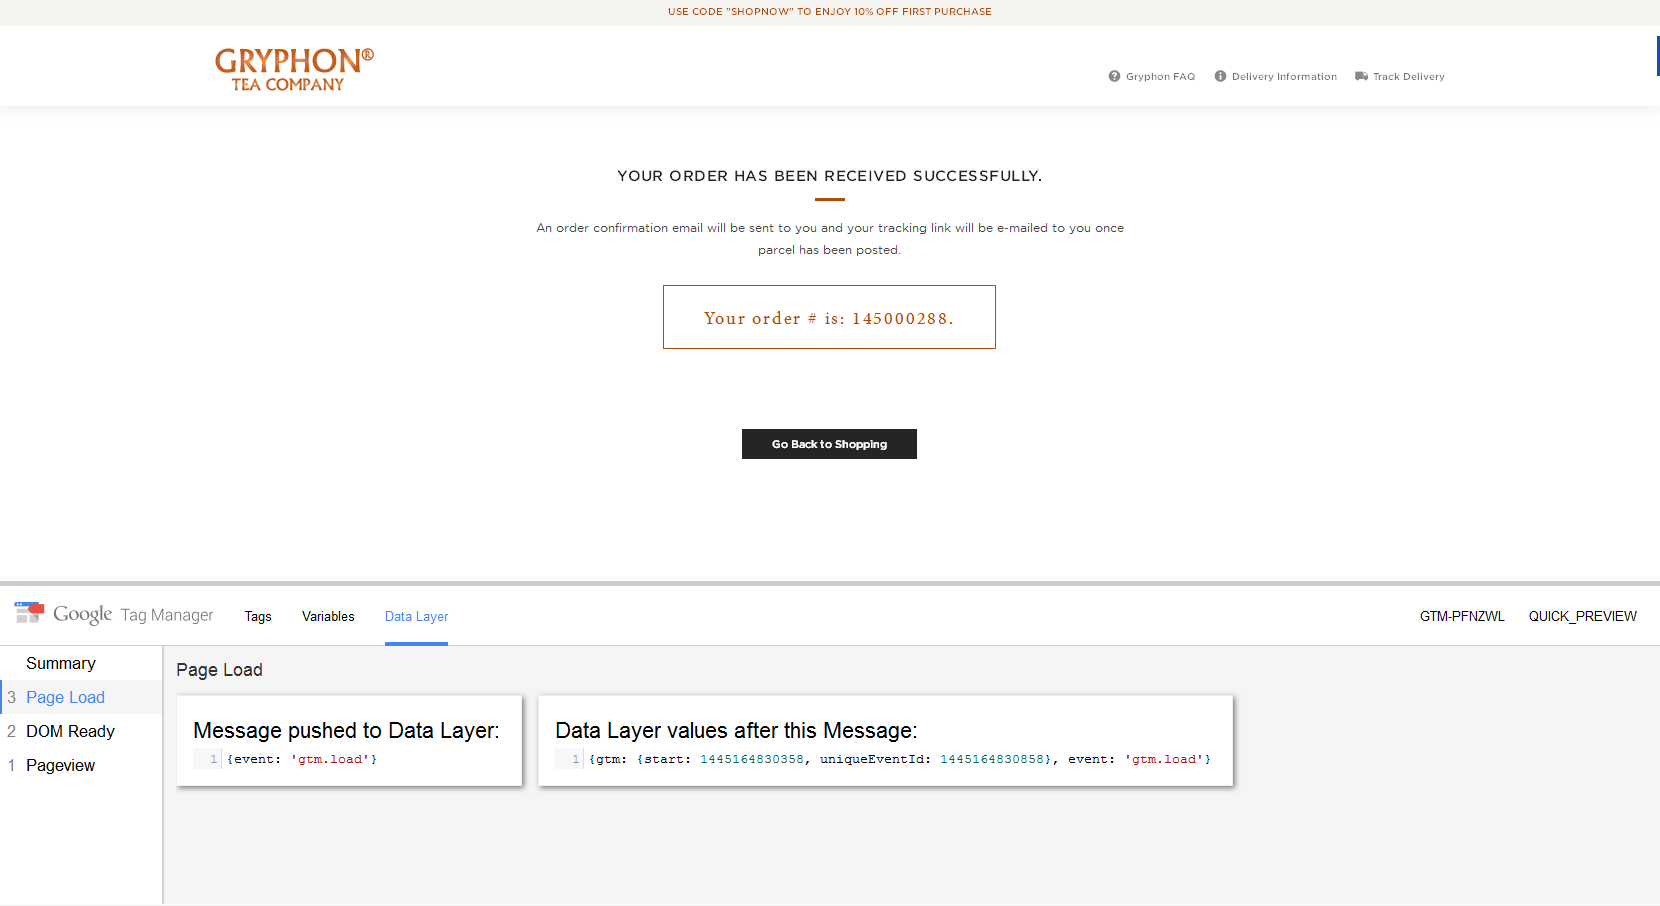 USE CODE "SHOPNOW" TO ENJOY 10% OFF FIRST PURCHASE
GRYPHON®
TEA COMPANY
Gryphon FAQ Delivery Information Track Delivery
YOUR ORDER HAS BEEN RECEIVED SUCCESSFULLY.
An order confirmation email will be sent to you and your tracking link will be e-mailed to you once
parcel has been posted.
Your order # is: 145000288.
Go Back to Shopping
Google Tag Manager Tags Variables Data Layer GTM-PFNZWL QUICK_PREVIEW
Summary
3 Page Load
2 DOM Ready
1 Pageview
Page Load
Message pushed to Data Layer:
1 {event: 'gtm.load'}
Data Layer values after this Message:
1 {gtm: {start: 1445164830358, uniqueEventId: 1445164830858}, event: 'gtm.load'}